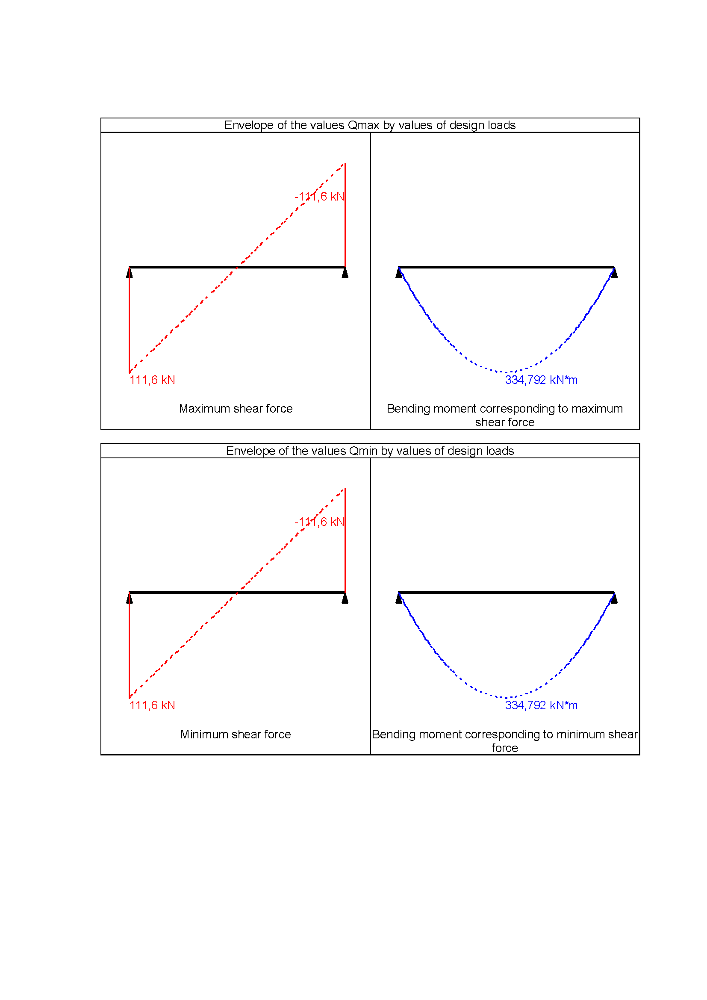 Envelope of the values Qmax by values of design loads
-111,6 kN
111,6 kN
Maximum shear force
334,792 kN*m
Bending moment corresponding to maximum
shear force
Envelope of the values Qmin by values of design loads
-111,6 kN
111,6 kN
Minimum shear force
334,792 kN*m
Bending moment corresponding to minimum shear
force